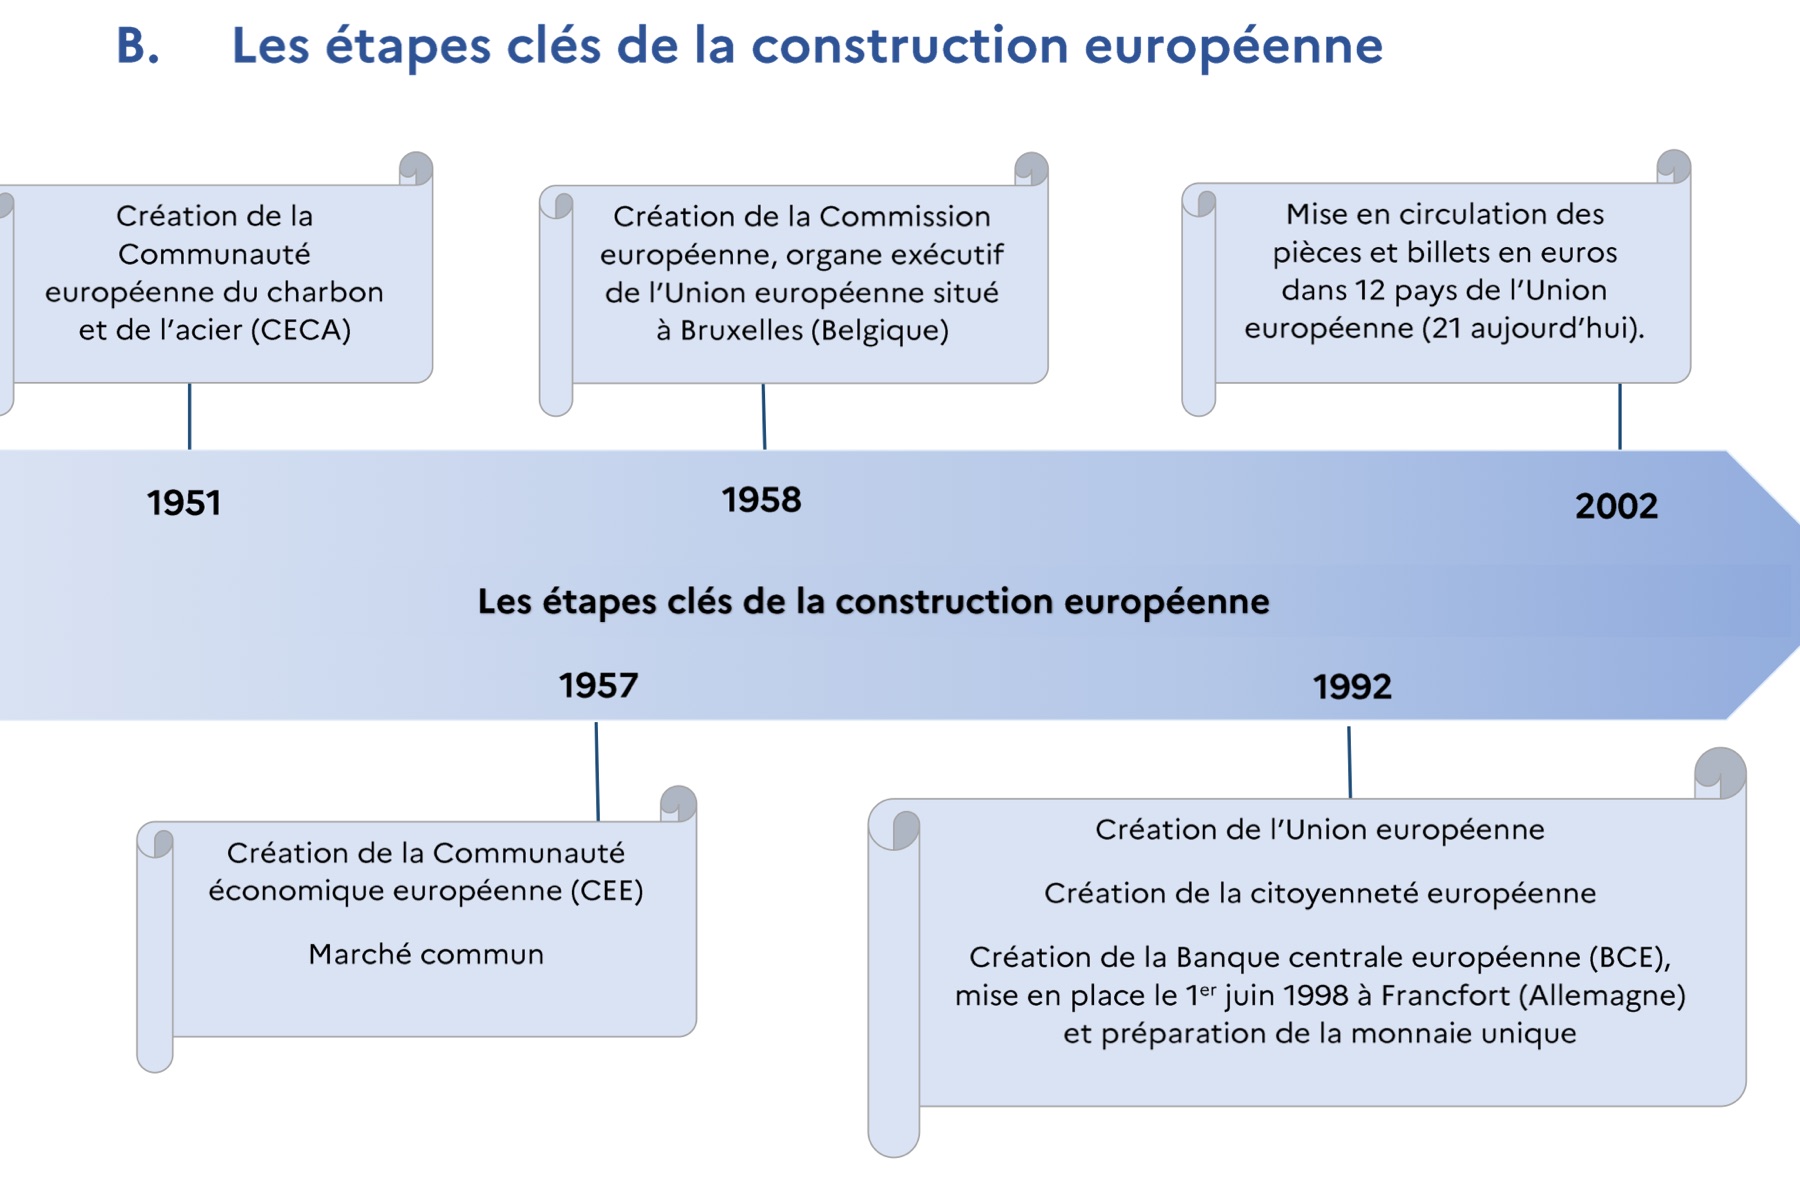 B. Les étapes clés de la construction européenne
Création de la
Communauté
européenne du charbon
et de l'acier (CECA)
Création de la Commission
européenne, organe exécutif
de l'Union européenne situé
à Bruxelles (Belgique)
Mise en circulation des
pièces et billets en euros
dans 12 pays de l'Union
européenne (21 aujourd'hui).
1951
1958
2002
Les étapes clés de la construction européenne
1957
1992
Création de la Communauté
économique européenne (CEE)
Marché commun
Création de l'Union européenne
Création de la citoyenneté européenne
Création de la Banque centrale européenne (BCE),
mise en place le 1er juin 1998 à Francfort (Allemagne)
et préparation de la monnaie unique